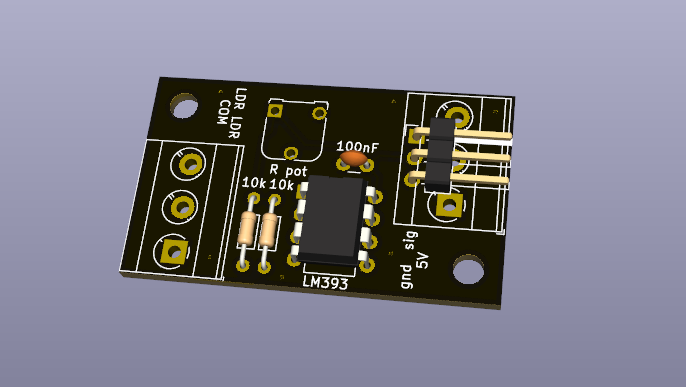 LDR LDR
COM
100nF
R pot
10k 10k
LM393
sig
5V
gnd